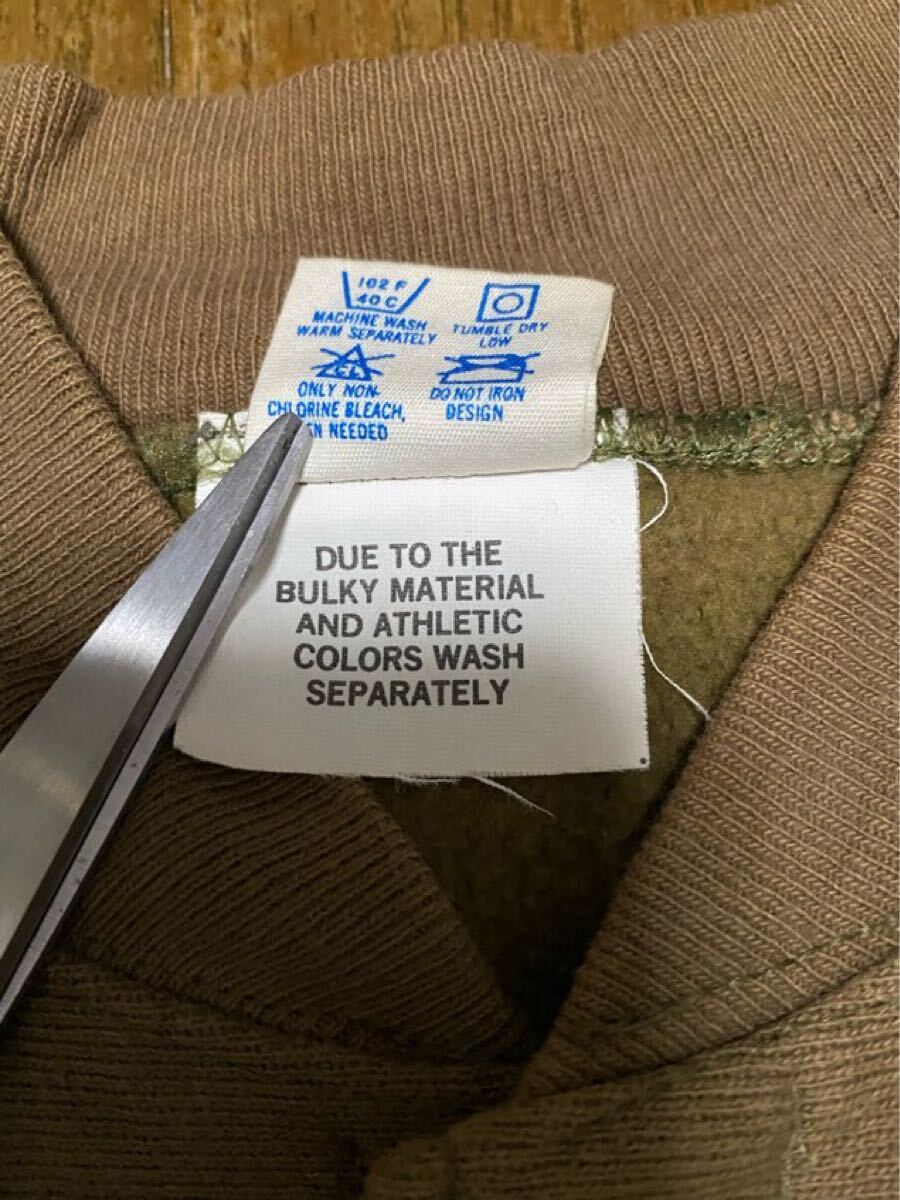 102 F
40 C
MACHINE WASH
WARM SEPARATELY
TUMBLE DRY
LOW
CL
ONLY NON-
CHLORINE BLEACH,
NEEDED
DO NOT IRON
DESIGN
DUE TO THE
BULKY MATERIAL
AND ATHLETIC
COLORS WASH
SEPARATELY